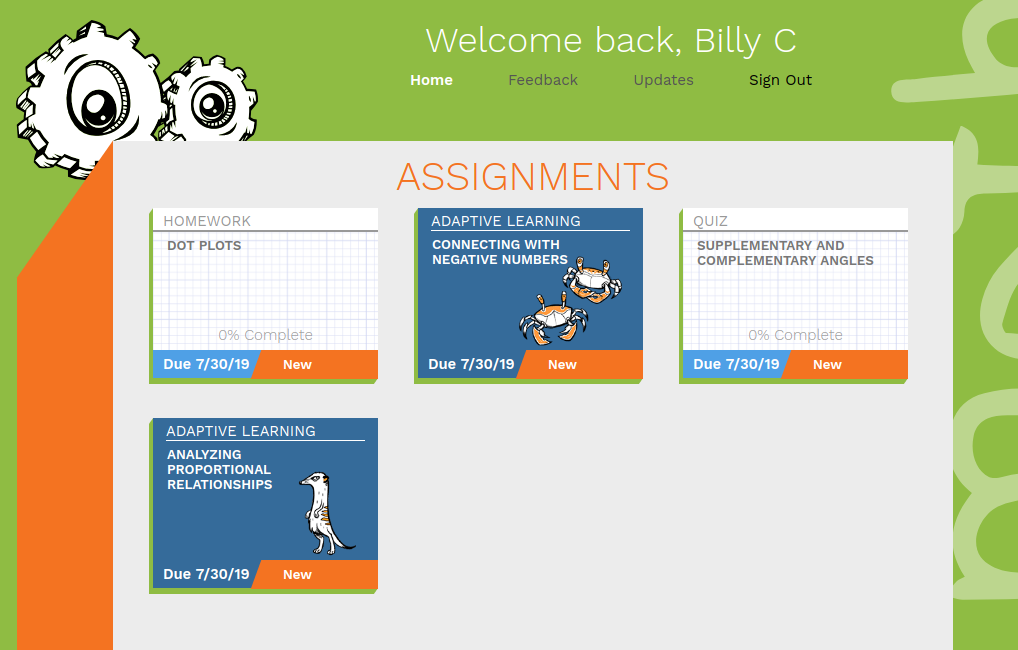 Welcome back, Billy C
Home Feedback Updates Sign Out
ASSIGNMENTS
HOMEWORK
DOT PLOTS
0% Complete
Due 7/30/19 New
ADAPTIVE LEARNING
CONNECTING WITH
NEGATIVE NUMBERS
Due 7/30/19 New
QUIZ
SUPPLEMENTARY AND
COMPLEMENTARY ANGLES
0% Complete
Due 7/30/19 New
ADAPTIVE LEARNING
ANALYZING
PROPORTIONAL
RELATIONSHIPS
Due 7/30/19 New